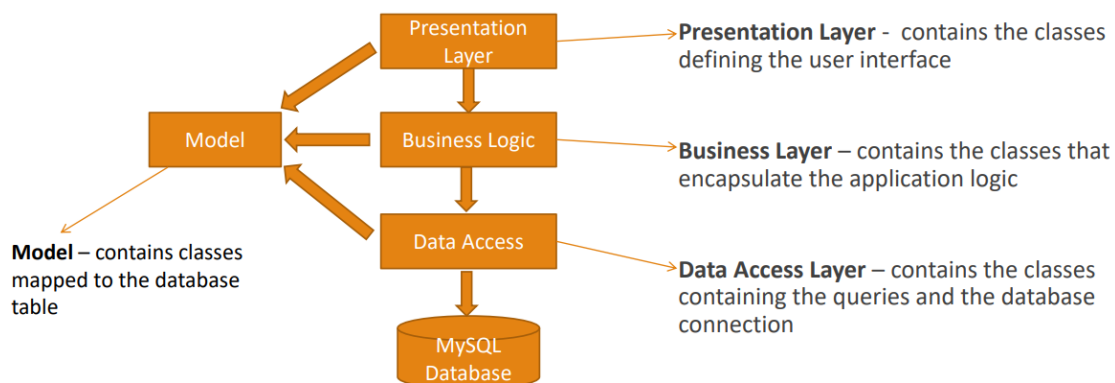 Presentation
Layer
Presentation Layer - contains the classes
defining the user interface
Model
Business Logic
Business Layer – contains the classes that
encapsulate the application logic
Data Access
Model – contains classes
mapped to the database
table
Data Access Layer – contains the classes
containing the queries and the database
connection
MySQL
Database